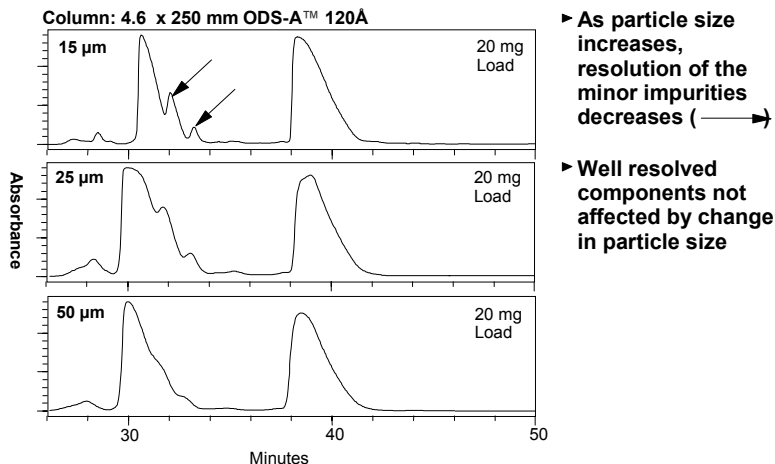 Column: 4.6 x 250 mm ODS-A™ 120Å
15 µm
20 mg
Load
25 µm
20 mg
Load
50 µm
20 mg
Load
Absorbance
30
40
50
Minutes
► As particle size
increases,
resolution of the
minor impurities
decreases ( )
► Well resolved
components not
affected by change
in particle size